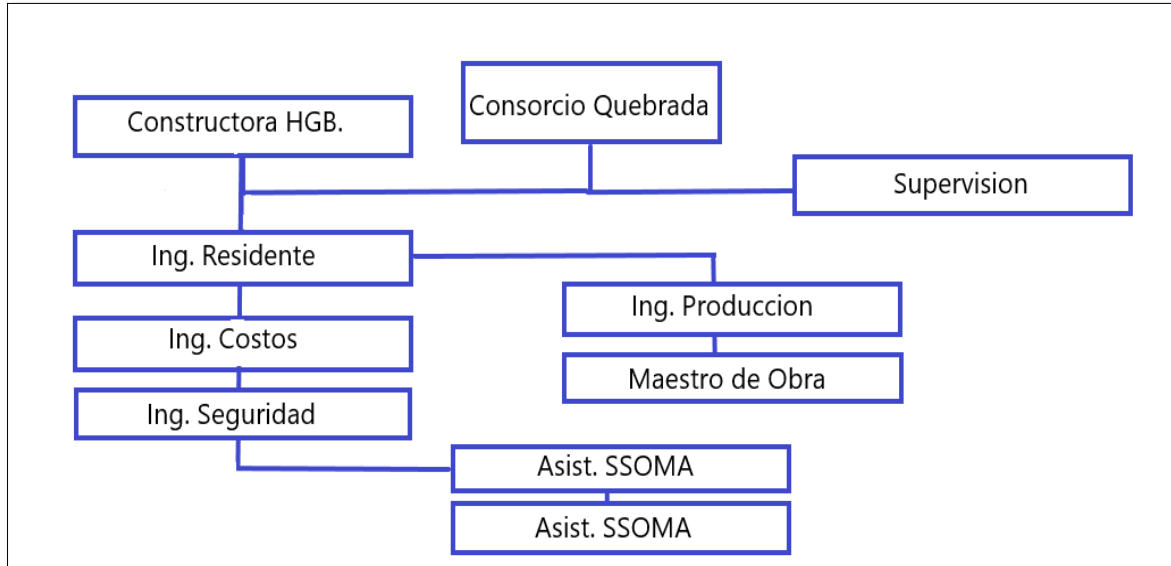 Constructora HGB.
Consorcio Quebrada
Supervision
Ing. Residente
Ing. Produccion
Ing. Costos
Maestro de Obra
Ing. Seguridad
Asist. SSOMA
Asist. SSOMA